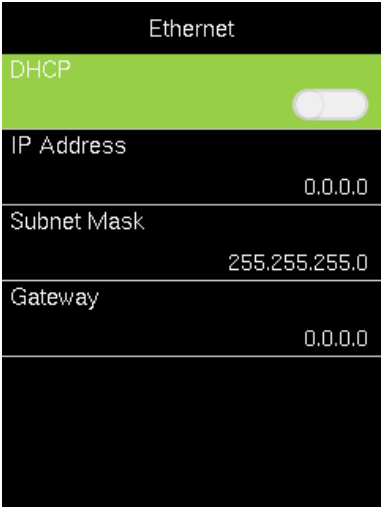 Ethernet
DHCP
IP Address
0.0.0.0
Subnet Mask
255.255.255.0
Gateway
0.0.0.0